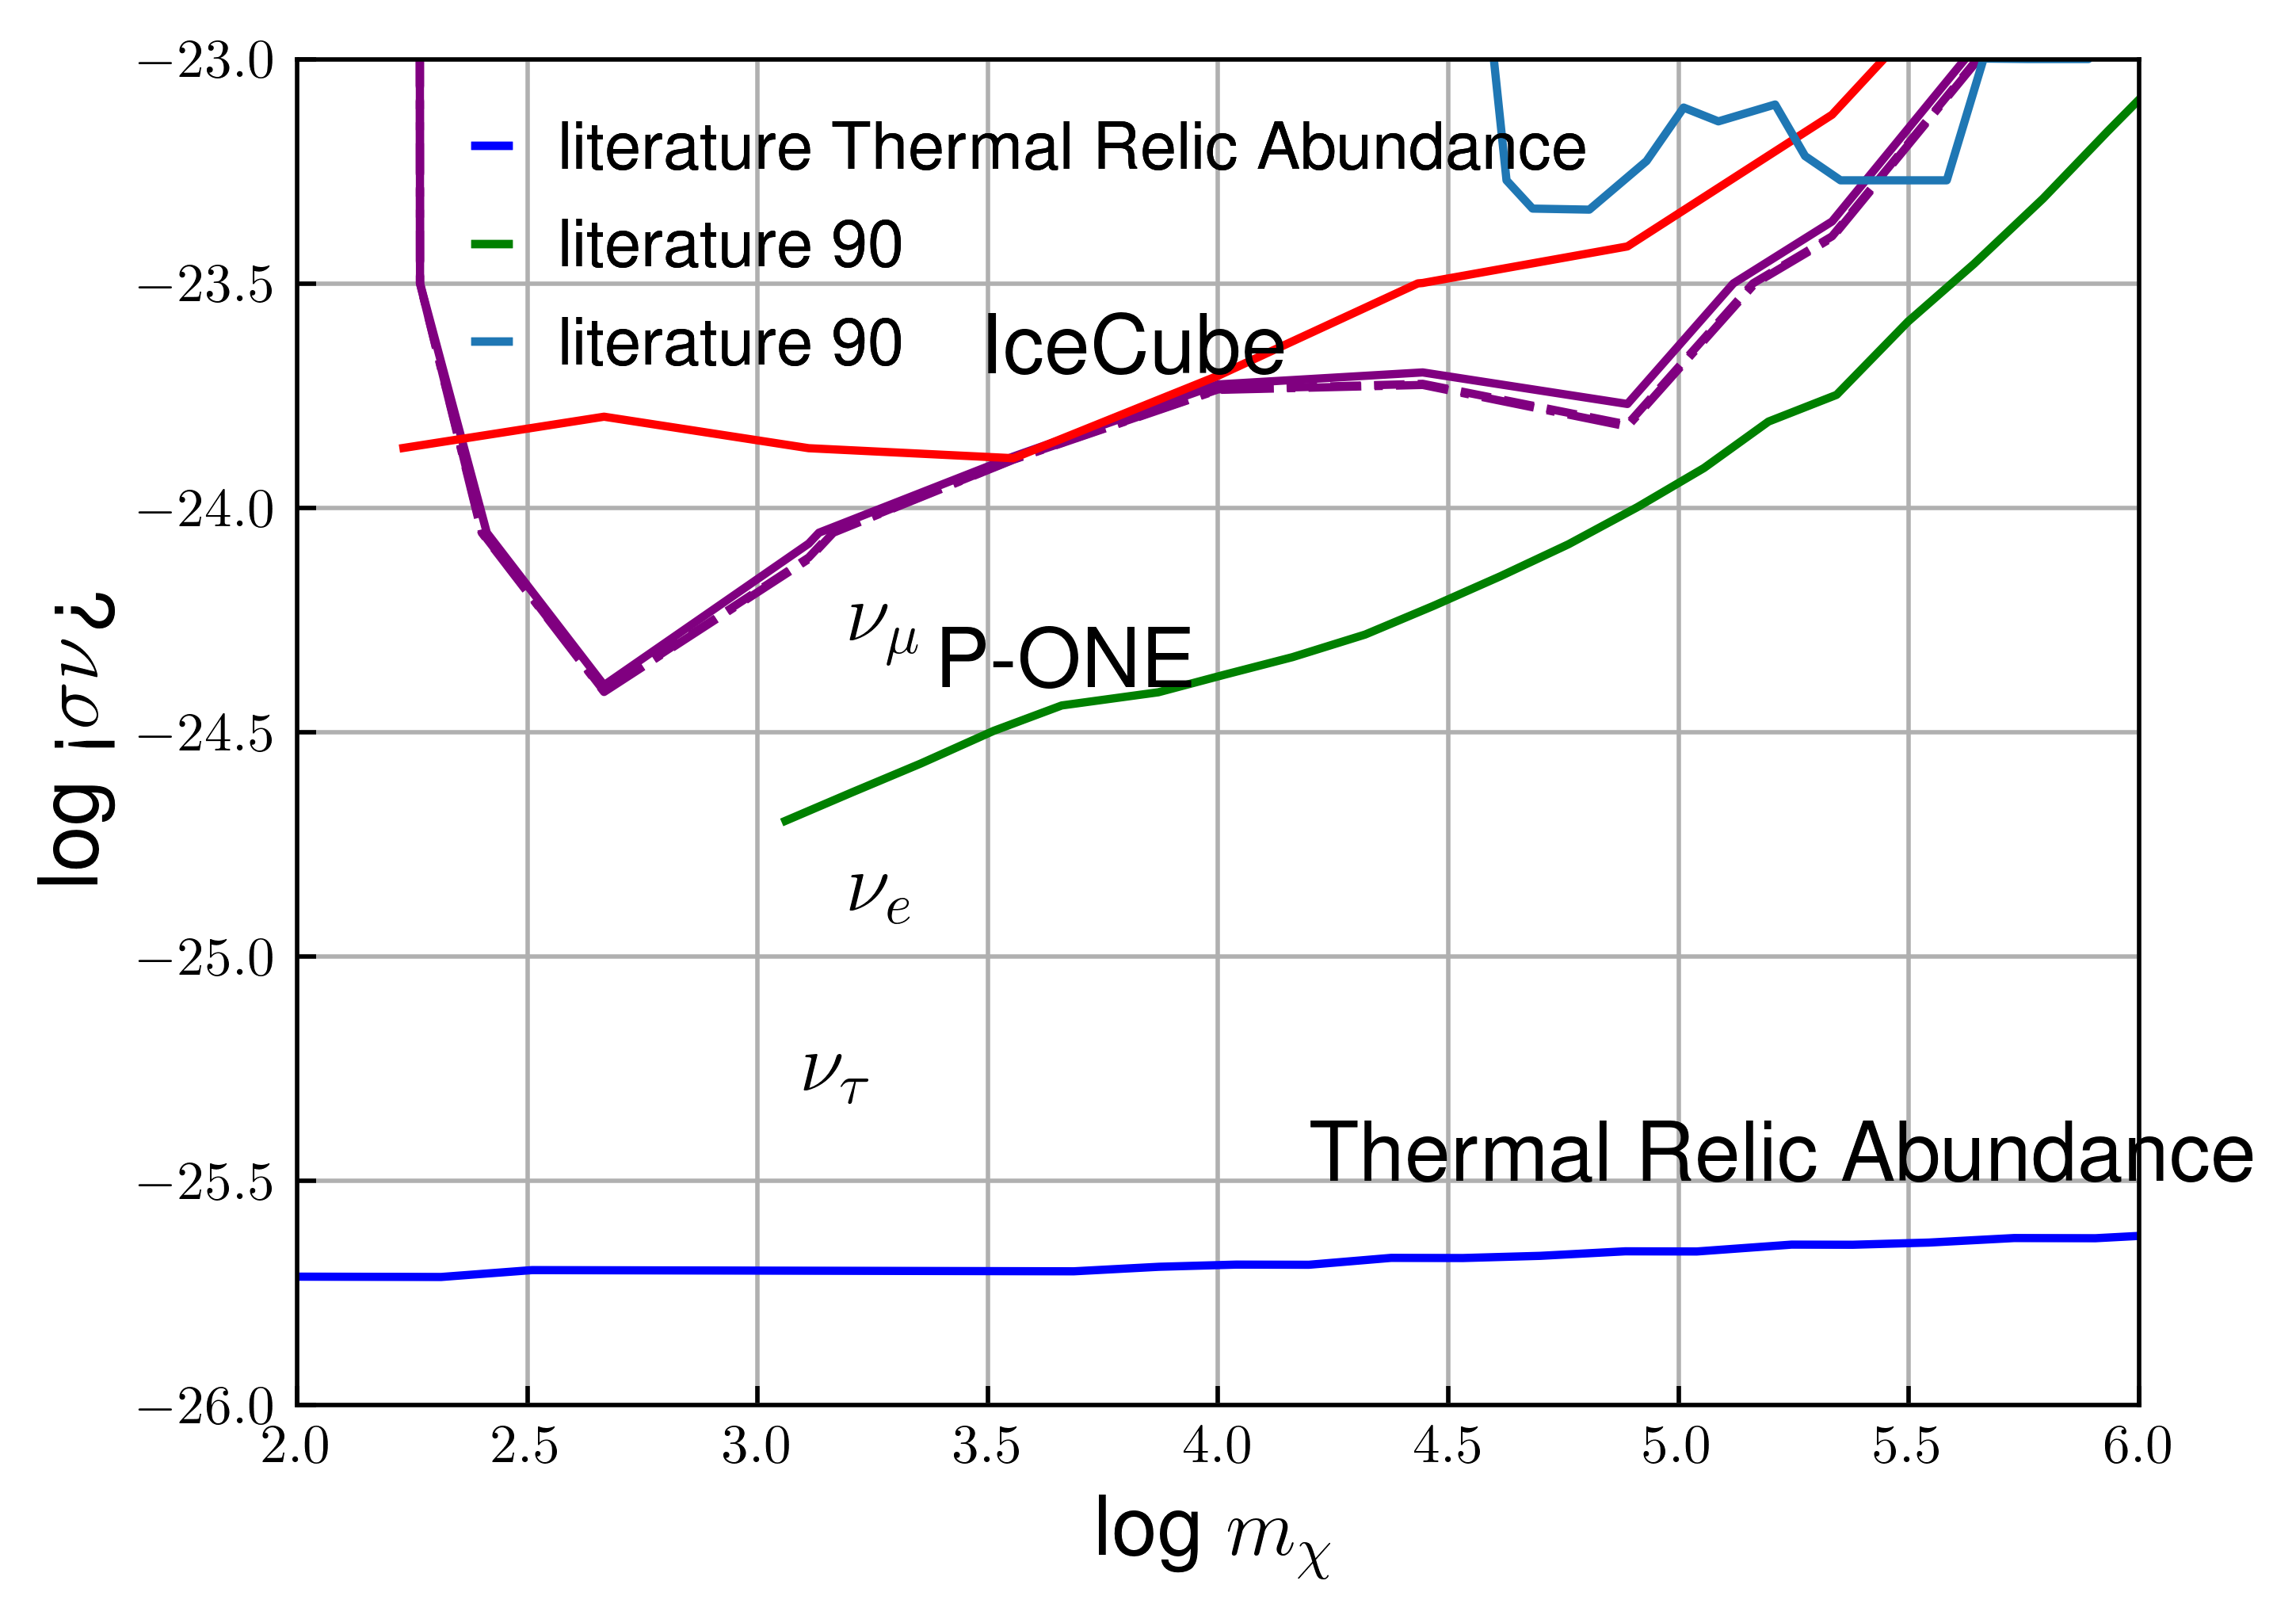 −23.0
literature Thermal Relic Abundance
literature 90
−23.5
literature 90
IceCube
−24.0
ν_μ
P-ONE
log ¡σν¿
−24.5
ν_e
−25.0
ν_τ
Thermal Relic Abundance
−25.5
−26.0
2.0 2.5 3.0 3.5 4.0 4.5 5.0 5.5 6.0
log m_χ